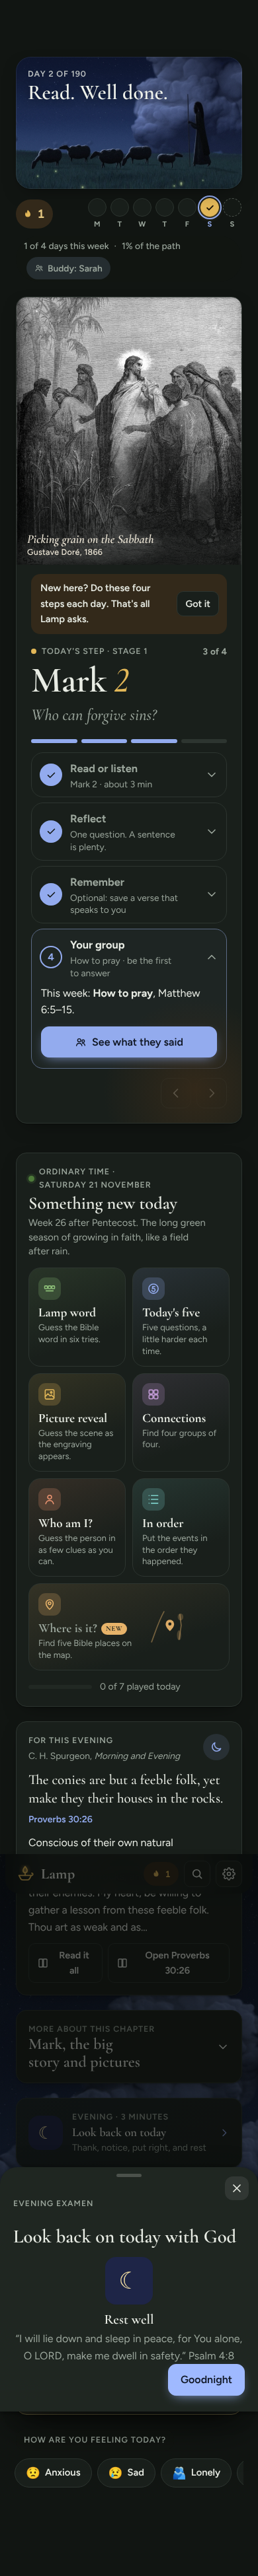 DAY 2 OF 190
Read. Well done.
1
M T W T F S S
1 of 4 days this week · 1% of the path
Buddy: Sarah
Picking grain on the Sabbath
Gustave Doré, 1866
New here? Do these four
steps each day. That's all
Lamp asks.
Got it
TODAY'S STEP · STAGE 1
3 of 4
Mark 2
Who can forgive sins?
Read or listen
Mark 2 · about 3 min
Reflect
One question. A sentence
is plenty.
Remember
Optional: save a verse that
speaks to you
4
Your group
How to pray · be the first
to answer
This week: How to pray, Matthew
6:5–15.
See what they said
ORDINARY TIME ·
SATURDAY 21 NOVEMBER
Something new today
Week 26 after Pentecost. The long green
season of growing in faith, like a field
after rain.
Lamp word
Guess the Bible
word in six tries.
Today's five
Five questions, a
little harder each
time.
Picture reveal
Guess the scene as
the engraving
appears.
Connections
Find four groups of
four.
Who am I?
Guess the person in
as few clues as you
can.
In order
Put the events in
the order they
happened.
Where is it? NEW
Find five Bible places on
the map.
0 of 7 played today
FOR THIS EVENING
C. H. Spurgeon, Morning and Evening
The conies are but a feeble folk, yet
make they their houses in the rocks.
Proverbs 30:26
Conscious of their own natural
Lamp
1
their enemies. My heart, be willing to
gather a lesson from these feeble folk.
Thou art as weak and as...
Read it
all
Open Proverbs
30:26
MORE ABOUT THIS CHAPTER
Mark, the big
story and pictures
EVENING · 3 MINUTES
Look back on today
Thank, notice, put right, and rest
EVENING EXAMEN
Look back on today with God
Rest well
“I will lie down and sleep in peace, for You alone,
O LORD, make me dwell in safety.” Psalm 4:8
Goodnight
HOW ARE YOU FEELING TODAY?
Anxious
Sad
Lonely